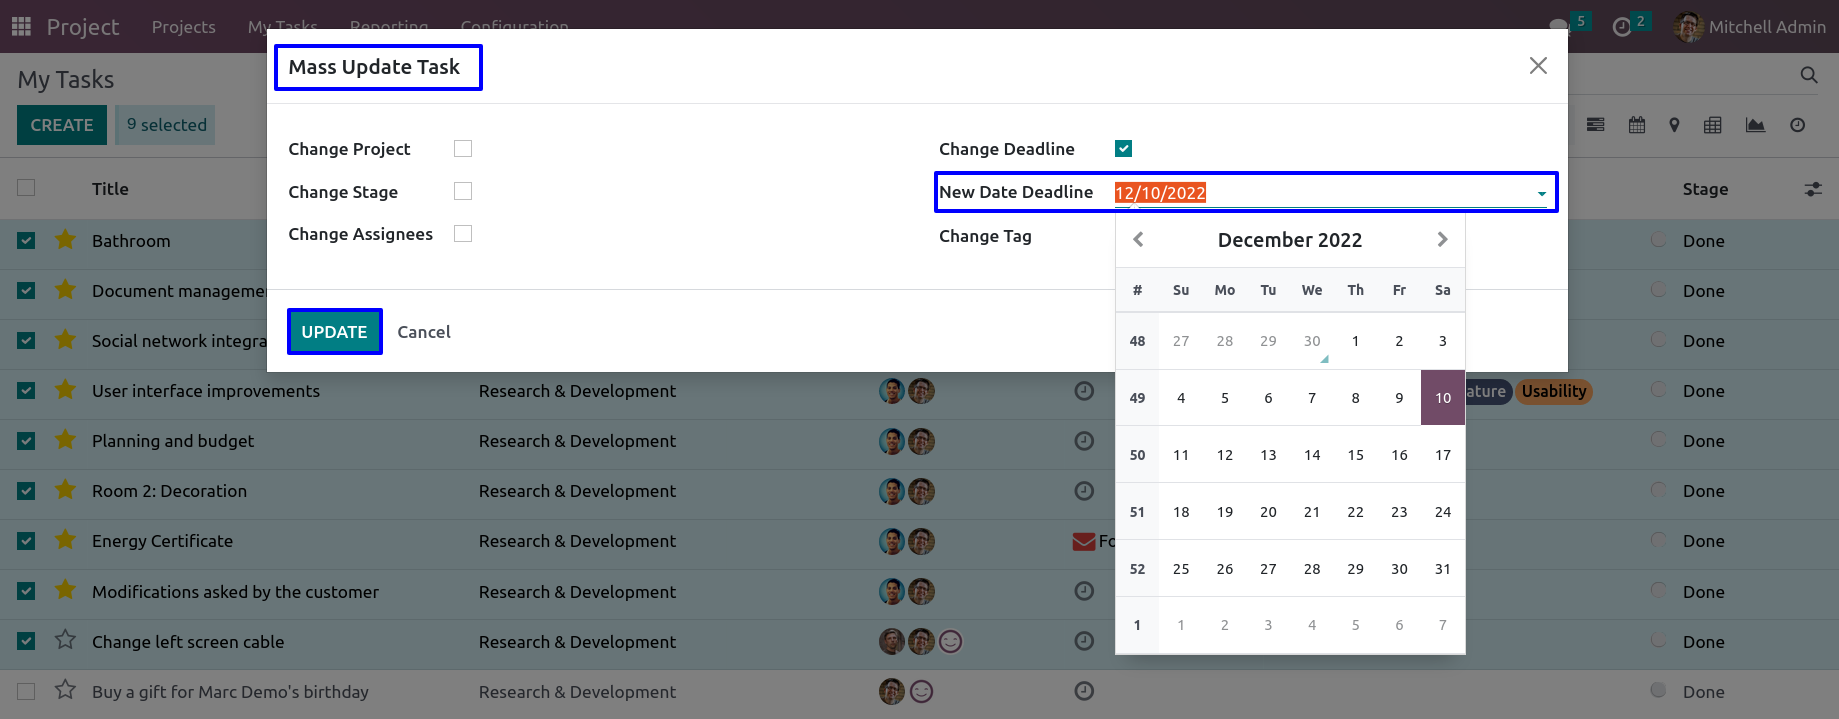 Project Projects My Tasks Reporting Configuration 5 2 Mitchell Admin
My Tasks
CREATE 9 selected
Mass Update Task
Change Project
Change Stage
Change Assignees
Change Deadline
New Date Deadline 12/10/2022
Change Tag
UPDATE Cancel
December 2022
# Su Mo Tu We Th Fr Sa
48 27 28 29 30 1 2 3
49 4 5 6 7 8 9 10
50 11 12 13 14 15 16 17
51 18 19 20 21 22 23 24
52 25 26 27 28 29 30 31
1 1 2 3 4 5 6 7
Title Stage
Bathroom Done
Document Done
Social network Done
User interface improvements Research & Development Usability Done
Planning and budget Research & Development Done
Room 2: Decoration Research & Development Done
Energy Certificate Research & Development Done
Modifications asked by the customer Research & Development Done
Change left screen cable Research & Development Done
Buy a gift for Marc Demo's birthday Research & Development Done